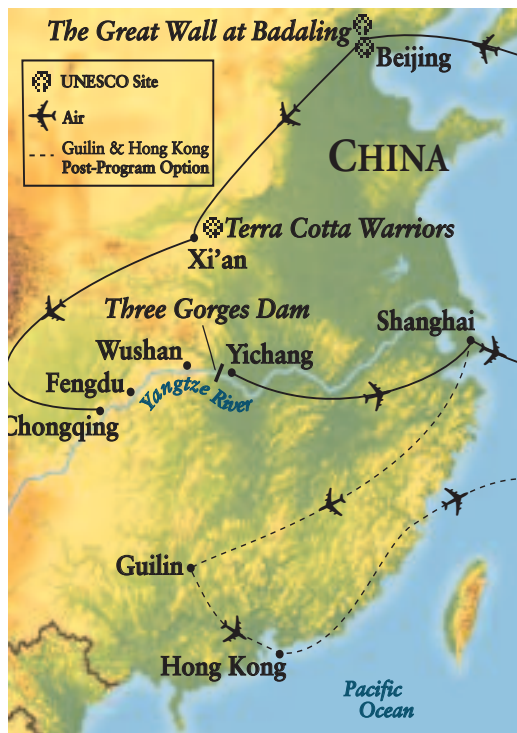 The Great Wall at Badaling
Beijing
UNESCO Site
Air
Guilin & Hong Kong
Post-Program Option
CHINA
Terra Cotta Warriors
Xi'an
Three Gorges Dam
Shanghai
Wushan
Yichang
Fengdu
Yangtze River
Chongqing
Guilin
Hong Kong
Pacific
Ocean